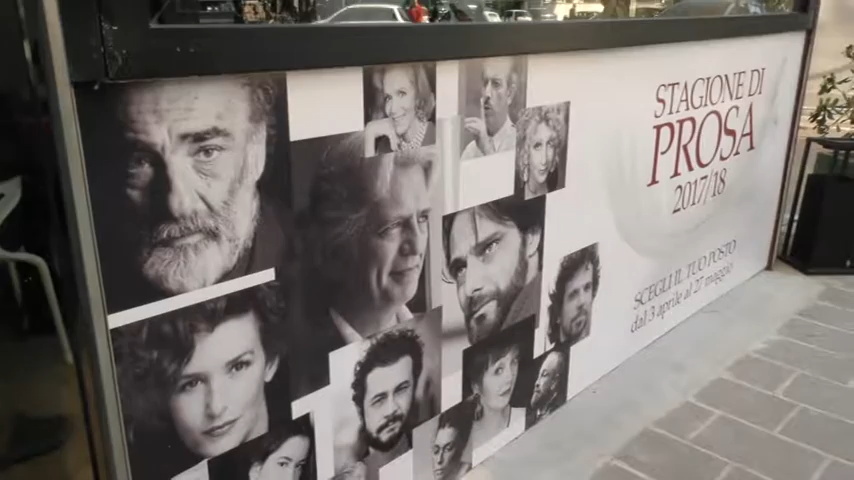 STAGIONE DI
PROSA
2017/18
SCEGLI IL TUO POSTO
dal 3 aprile al 27 maggio